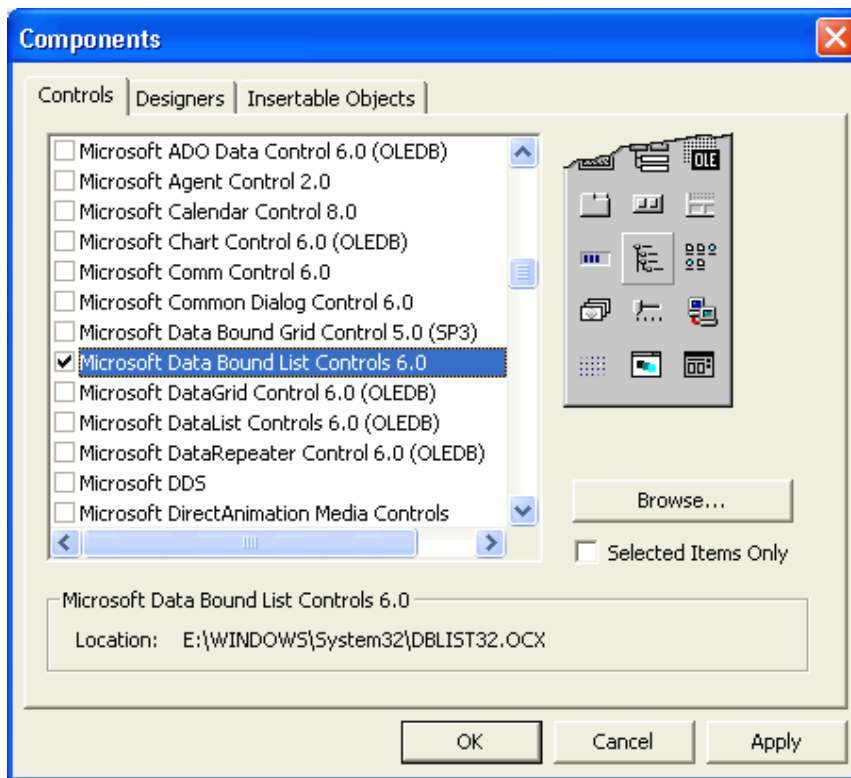 Components
Controls
Designers
Insertable Objects
Microsoft ADO Data Control 6.0 (OLEDB)
Microsoft Agent Control 2.0
Microsoft Calendar Control 8.0
Microsoft Chart Control 6.0 (OLEDB)
Microsoft Comm Control 6.0
Microsoft Common Dialog Control 6.0
Microsoft Data Bound Grid Control 5.0 (SP3)
Microsoft Data Bound List Controls 6.0
Microsoft DataGrid Control 6.0 (OLEDB)
Microsoft DataList Controls 6.0 (OLEDB)
Microsoft DataRepeater Control 6.0 (OLEDB)
Microsoft DDS
Microsoft DirectAnimation Media Controls
OLE
Browse...
Selected Items Only
Microsoft Data Bound List Controls 6.0
Location: E:\WINDOWS\System32\DBLIST32.OCX
OK
Cancel
Apply